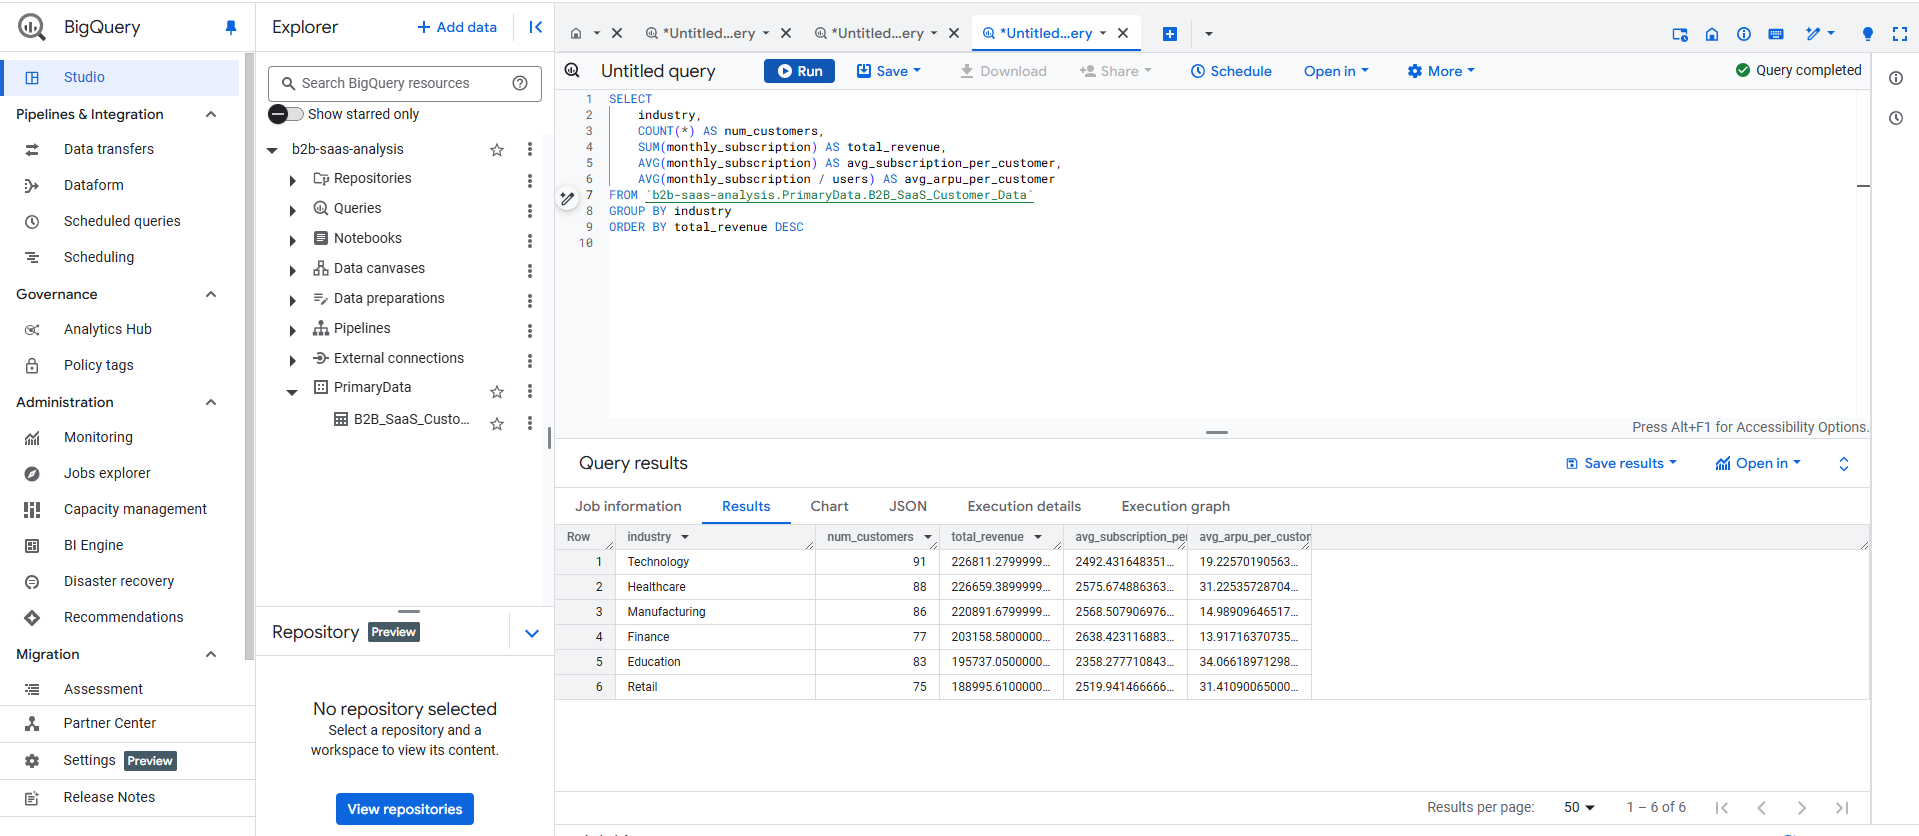 BigQuery
Studio
Pipelines & Integration
Data transfers
Dataform
Scheduled queries
Scheduling
Governance
Analytics Hub
Policy tags
Administration
Monitoring
Jobs explorer
Capacity management
BI Engine
Disaster recovery
Recommendations
Migration
Assessment
Partner Center
Settings Preview
Release Notes
Explorer
Add data
Search BigQuery resources
Show starred only
b2b-saas-analysis
Repositories
Queries
Notebooks
Data canvases
Data preparations
Pipelines
External connections
PrimaryData
B2B_SaaS_Custo...
Repository Preview
No repository selected
Select a repository and a
workspace to view its content.
View repositories
*Untitled...ery *Untitled...ery *Untitled...ery
Untitled query Run Save Download Share Schedule Open in More Query completed
1 SELECT
2 industry,
3 COUNT(*) AS num_customers,
4 SUM(monthly_subscription) AS total_revenue,
5 AVG(monthly_subscription) AS avg_subscription_per_customer,
6 AVG(monthly_subscription / users) AS avg_arpu_per_customer
7 FROM `b2b-saas-analysis.PrimaryData.B2B_SaaS_Customer_Data`
8 GROUP BY industry
9 ORDER BY total_revenue DESC
10
Press Alt+F1 for Accessibility Options.
Query results Save results Open in
Job information Results Chart JSON Execution details Execution graph
Row industry num_customers total_revenue avg_subscription_per avg_arpu_per_custor
1 Technology 91 226811.2799999... 2492.431648351... 19.22570190563...
2 Healthcare 88 226659.3899999... 2575.674886363... 31.22535728704...
3 Manufacturing 86 220891.6799999... 2568.507906976... 14.98909646517...
4 Finance 77 203158.5800000... 2638.423116883... 13.91716370735...
5 Education 83 195737.0500000... 2358.277710843... 34.06618971298...
6 Retail 75 188995.6100000... 2519.941466666... 31.41090065000...
Results per page: 50 1 – 6 of 6